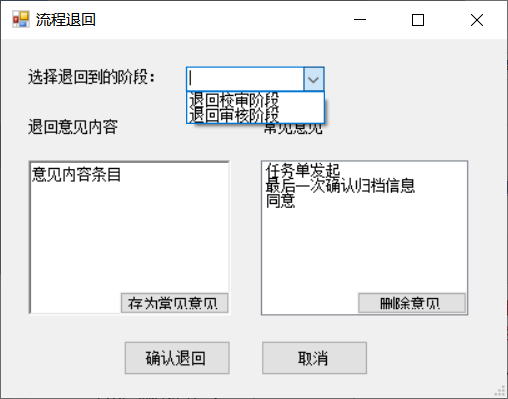 流程退回
选择退回到的阶段：
退回校审阶段
退回审核阶段
退回意见内容
常见意见
意见内容条目
存为常见意见
任务单发起
最后一次确认归档信息
同意
删除意见
确认退回
取消